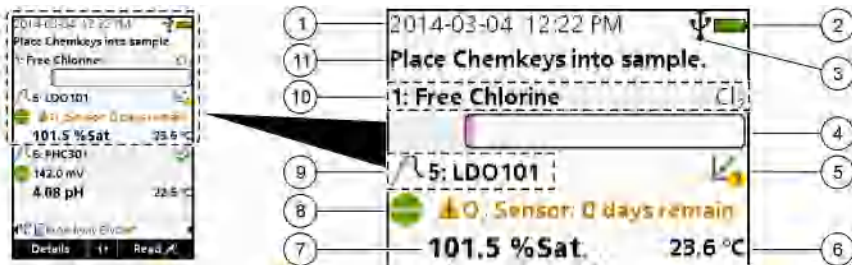 2014-03-04 12:22 PM
Place Chemkeys into sample.
1: Free Chlorine Cl2
5: LDO101
O2 Sensor: 0 days remain
101.5 %Sat 23.6 °C
6: PHC301
142.0 mV
4.08 pH 22.5 °C
Details Read
1 2014-03-04 12:22 PM 2
11 Place Chemkeys into sample. 3
10 1: Free Chlorine Cl2
4
9 5: LDO101 5
8 Sensor: 0 days remain
7 101.5 %Sat. 23.6 °C 6